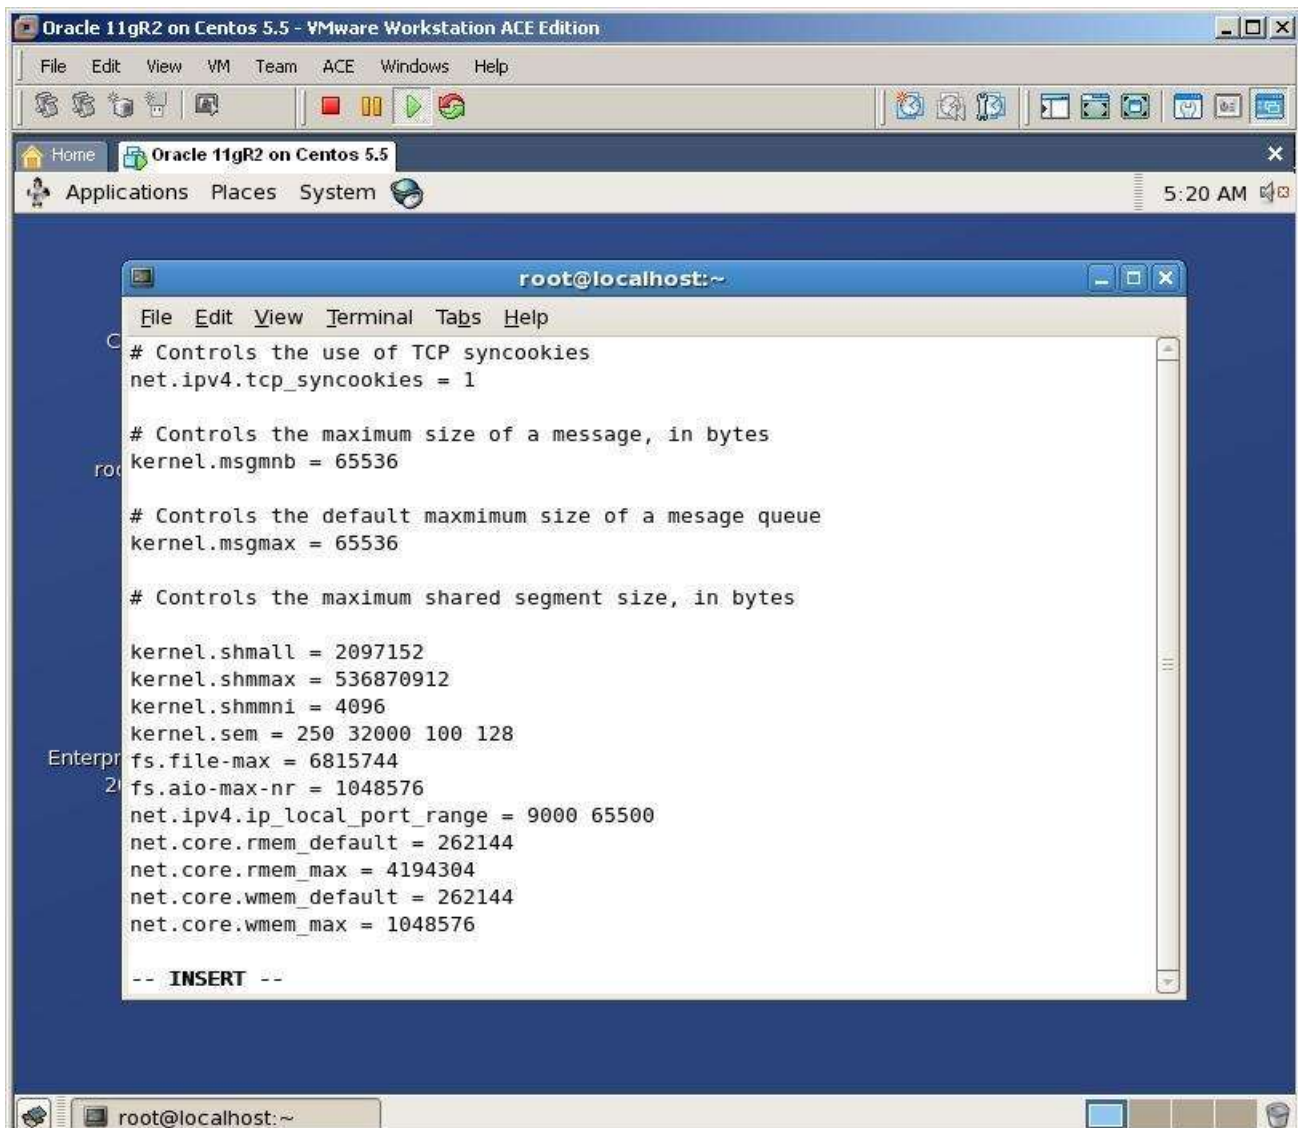 Oracle 11gR2 on Centos 5.5 - VMware Workstation ACE Edition
File Edit View VM Team ACE Windows Help
Home Oracle 11gR2 on Centos 5.5
Applications Places System 5:20 AM
root@localhost:~
File Edit View Terminal Tabs Help
# Controls the use of TCP syncookies
net.ipv4.tcp_syncookies = 1
# Controls the maximum size of a message, in bytes
kernel.msgmnb = 65536
# Controls the default maxmimum size of a mesage queue
kernel.msgmax = 65536
# Controls the maximum shared segment size, in bytes
kernel.shmall = 2097152
kernel.shmmax = 536870912
kernel.shmmni = 4096
kernel.sem = 250 32000 100 128
fs.file-max = 6815744
fs.aio-max-nr = 1048576
net.ipv4.ip_local_port_range = 9000 65500
net.core.rmem_default = 262144
net.core.rmem_max = 4194304
net.core.wmem_default = 262144
net.core.wmem_max = 1048576
-- INSERT --
root@localhost:~